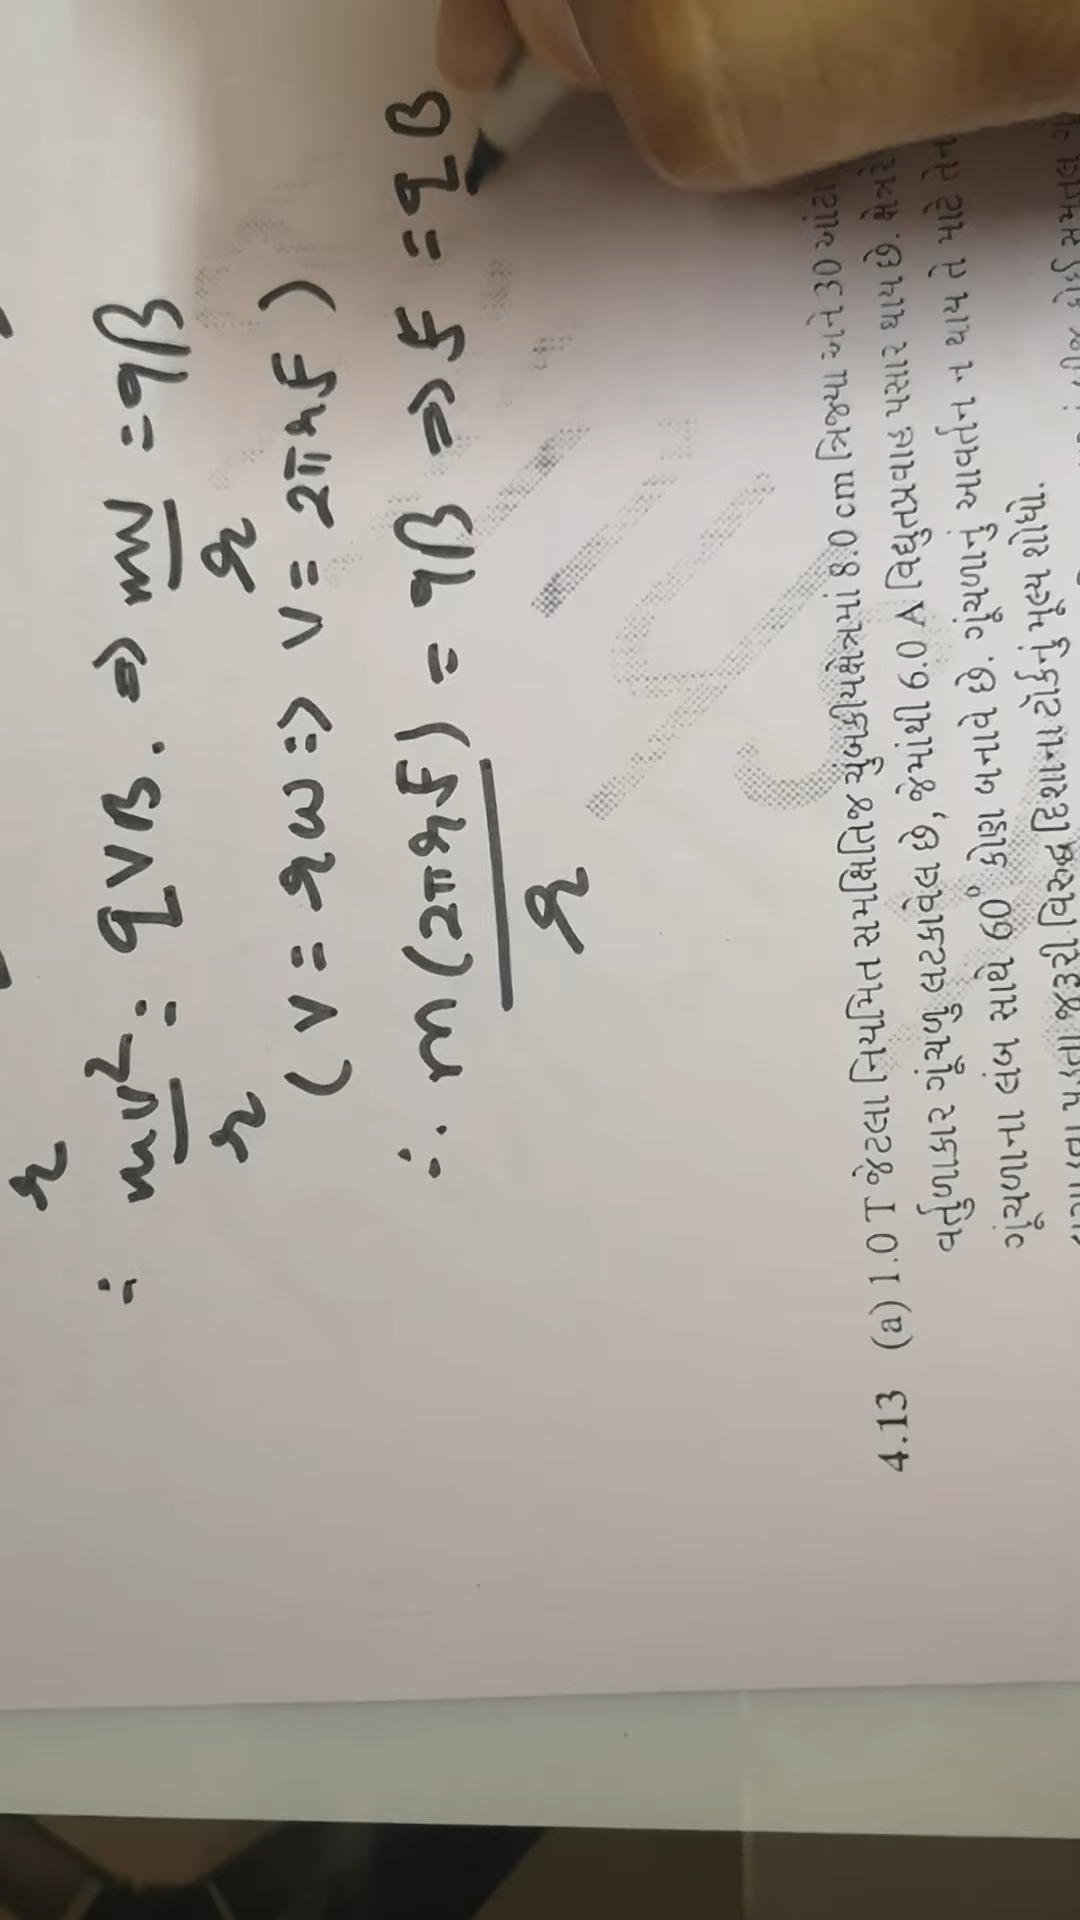 r
∴ mv² = qVB. ⇒ mv = qB
r r
(v = rω ⇒ v = 2πrf)
∴ m(2πrf) = qB ⇒ f = qB
r
4.13 (a) 1.0 T જેટલા નિયમિત સમક્ષિતિજ ચુંબકીયક્ષેત્રમાં 8.0 cm ત્રિજ્યા અને 30 આંટા
વર્તુળાકાર ગૂંચળું લટકાવેલ છે, જેમાંથી 6.0 A વિદ્યુતપ્રવાહ પસાર થાય છે. ક્ષેત્રરે
ગૂંચળાના લંબ સાથે 60° કોણ બનાવે છે. ગૂંચળાનું આવર્તન ન થાય તે માટે તેન
જરૂરી વિરુદ્ધ દિશાના ટોર્કનું મૂલ્ય શોધો.